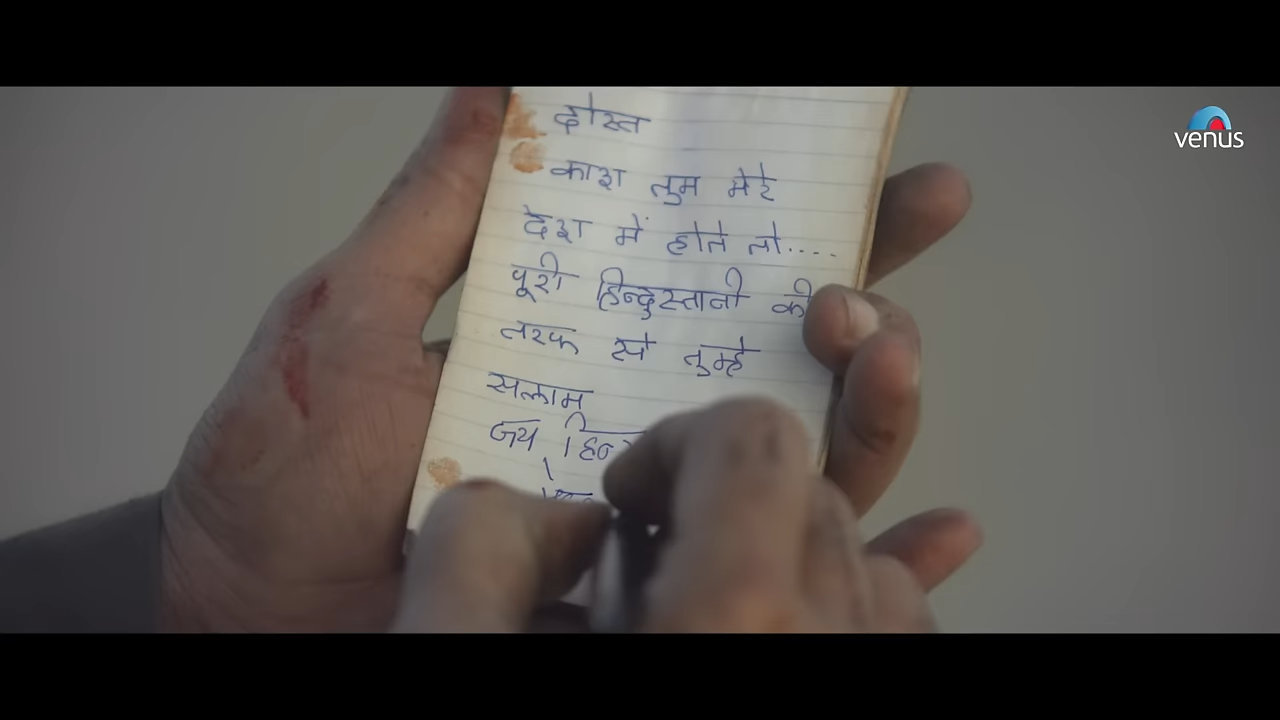 दोस्त
काश तुम मेरे
देश में होते तो....
पूरी हिन्दुस्तानी की
तरफ से तुम्हे
सलाम
जय
venus